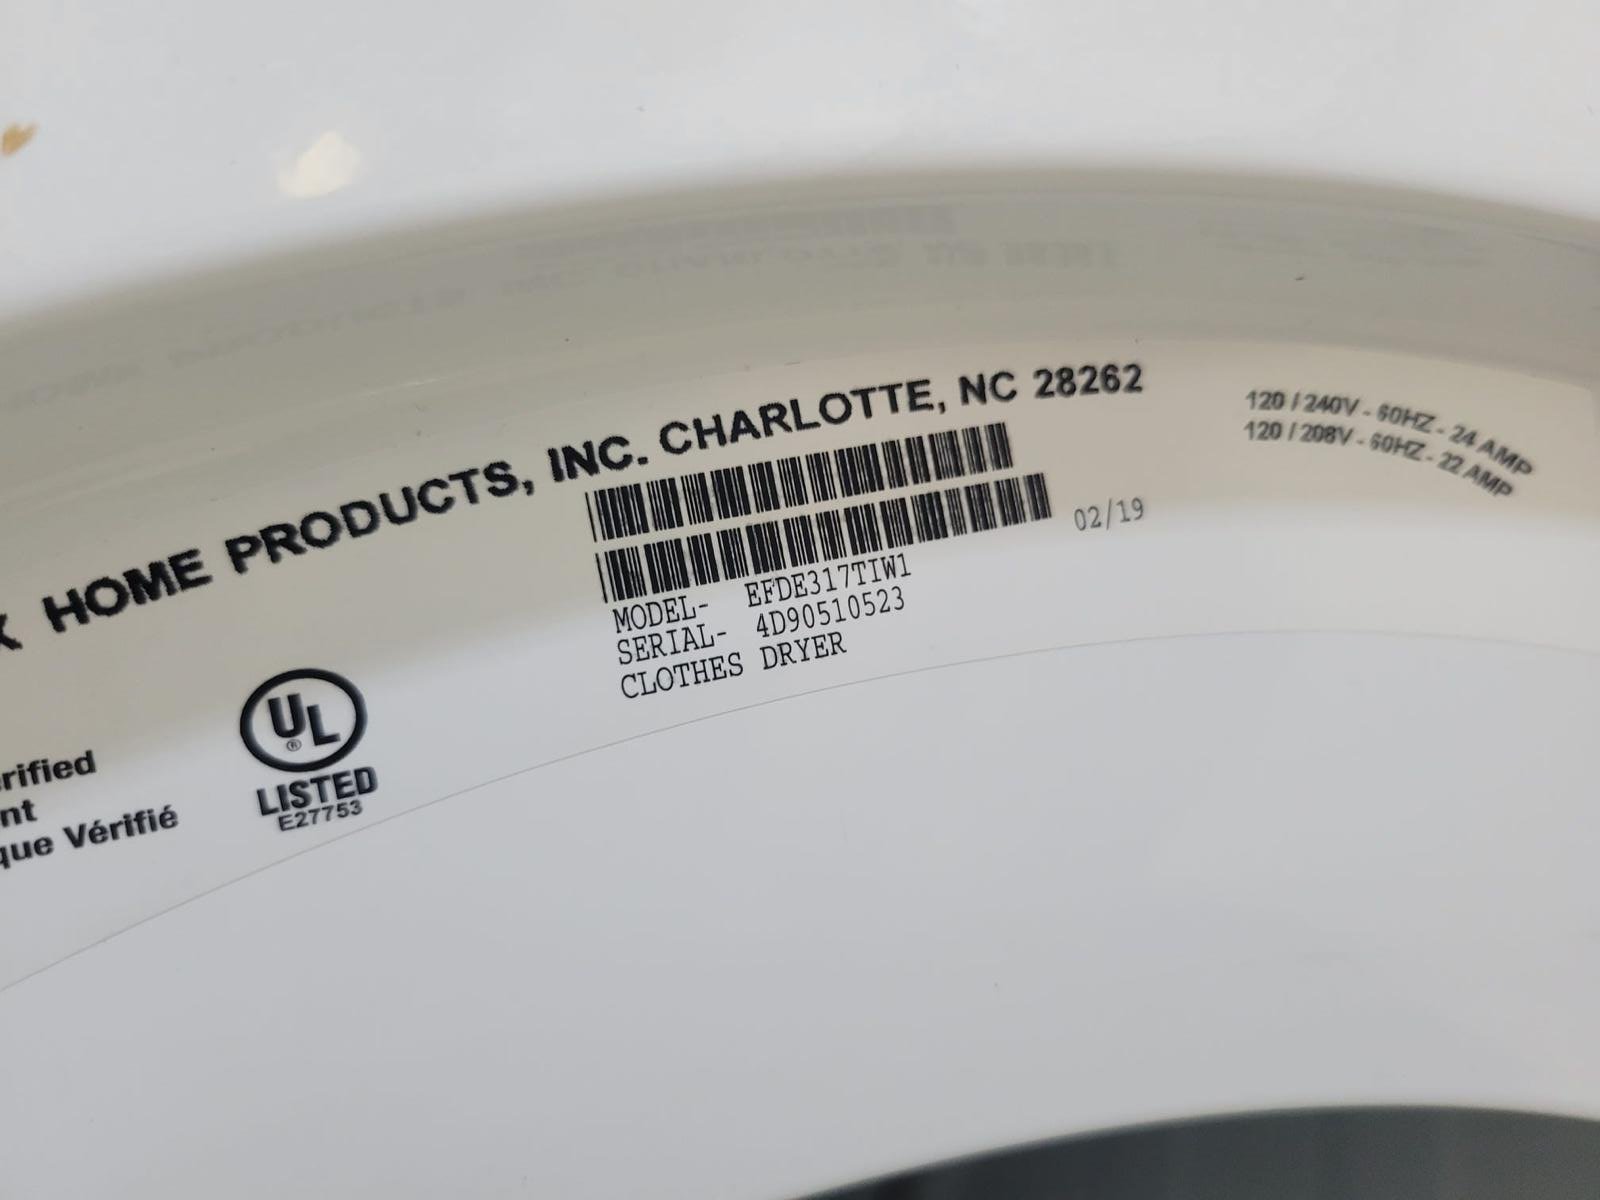 HOME PRODUCTS, INC. CHARLOTTE, NC 28262
120 / 240V - 60HZ - 24 AMP
120 / 208V - 60HZ - 22 AMP
02/19
MODEL- EFDE317TIW1
SERIAL- 4D90510523
CLOTHES DRYER
UL
®
LISTED
E27753
rified
nt
que Vérifié